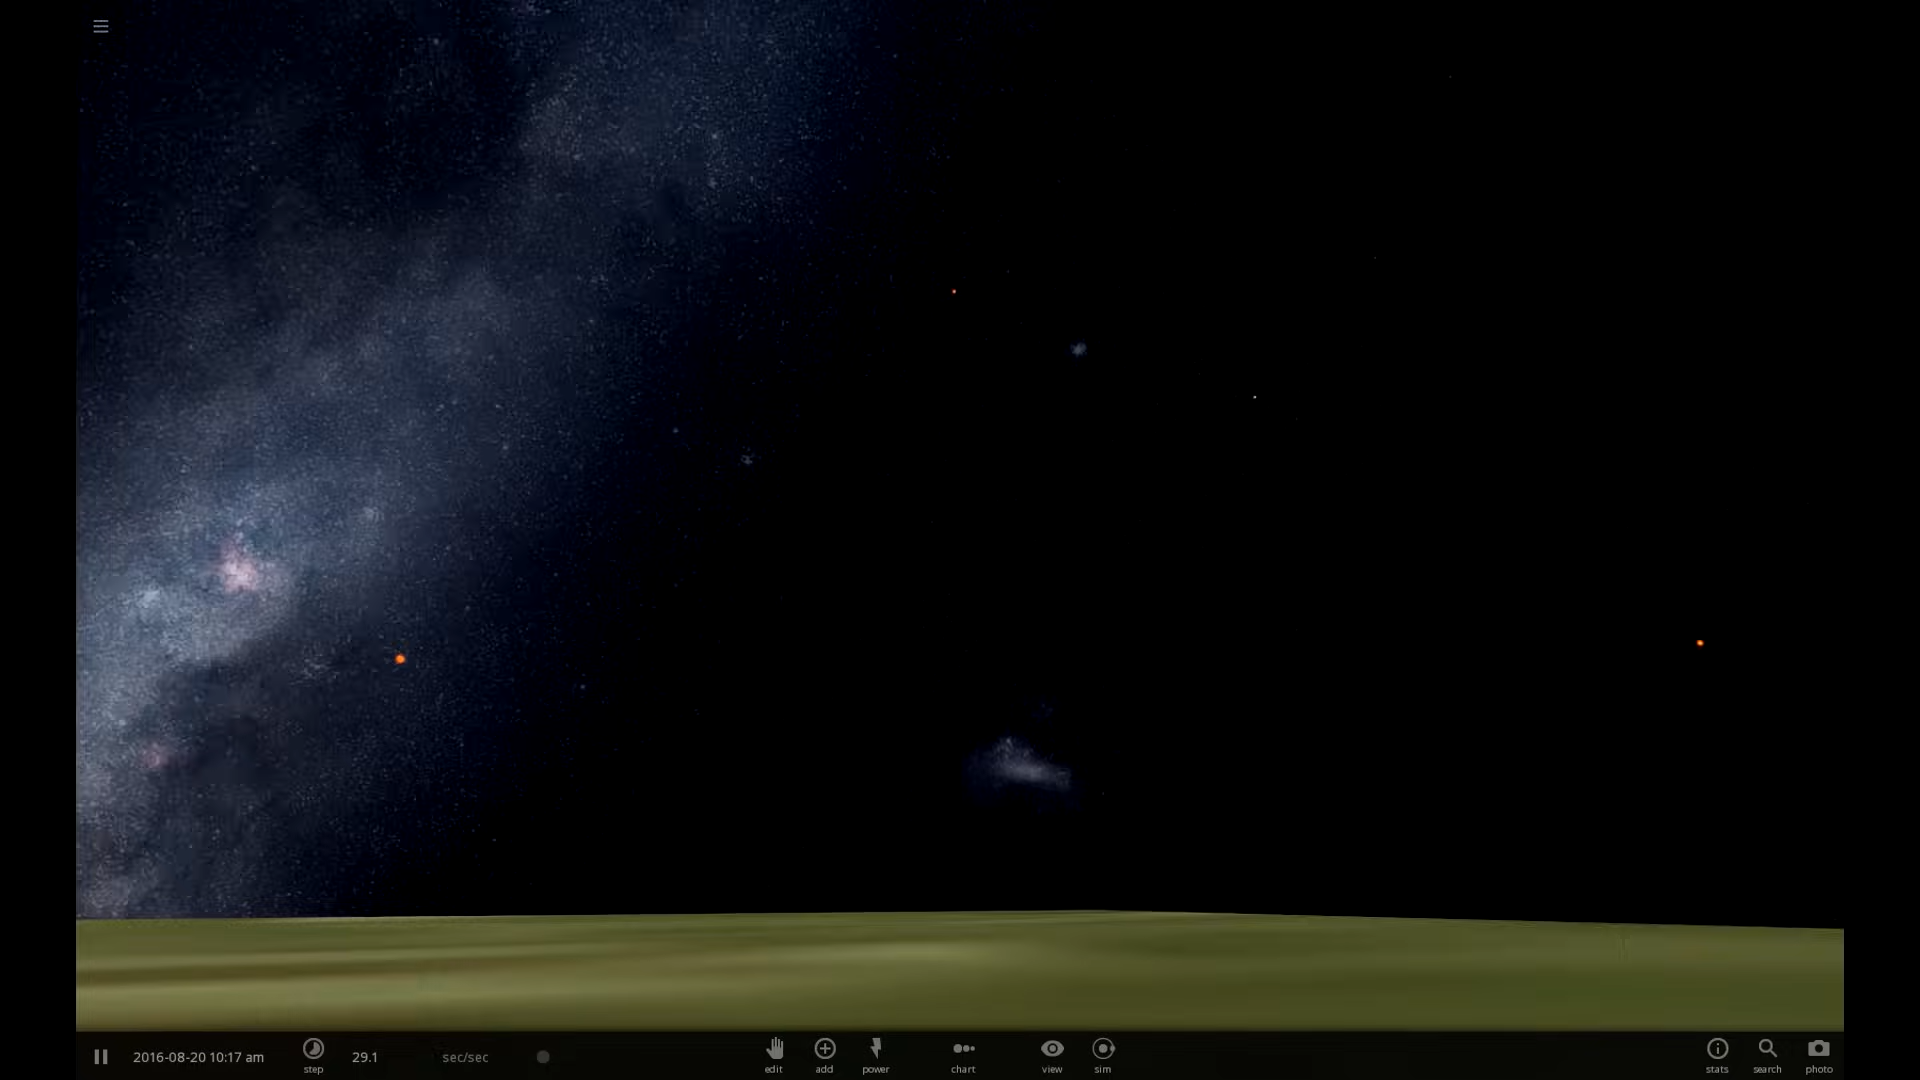 2016-08-20 10:17 am
step
29.1
sec/sec
edit
add
power
chart
view
sim
stats
search
photo